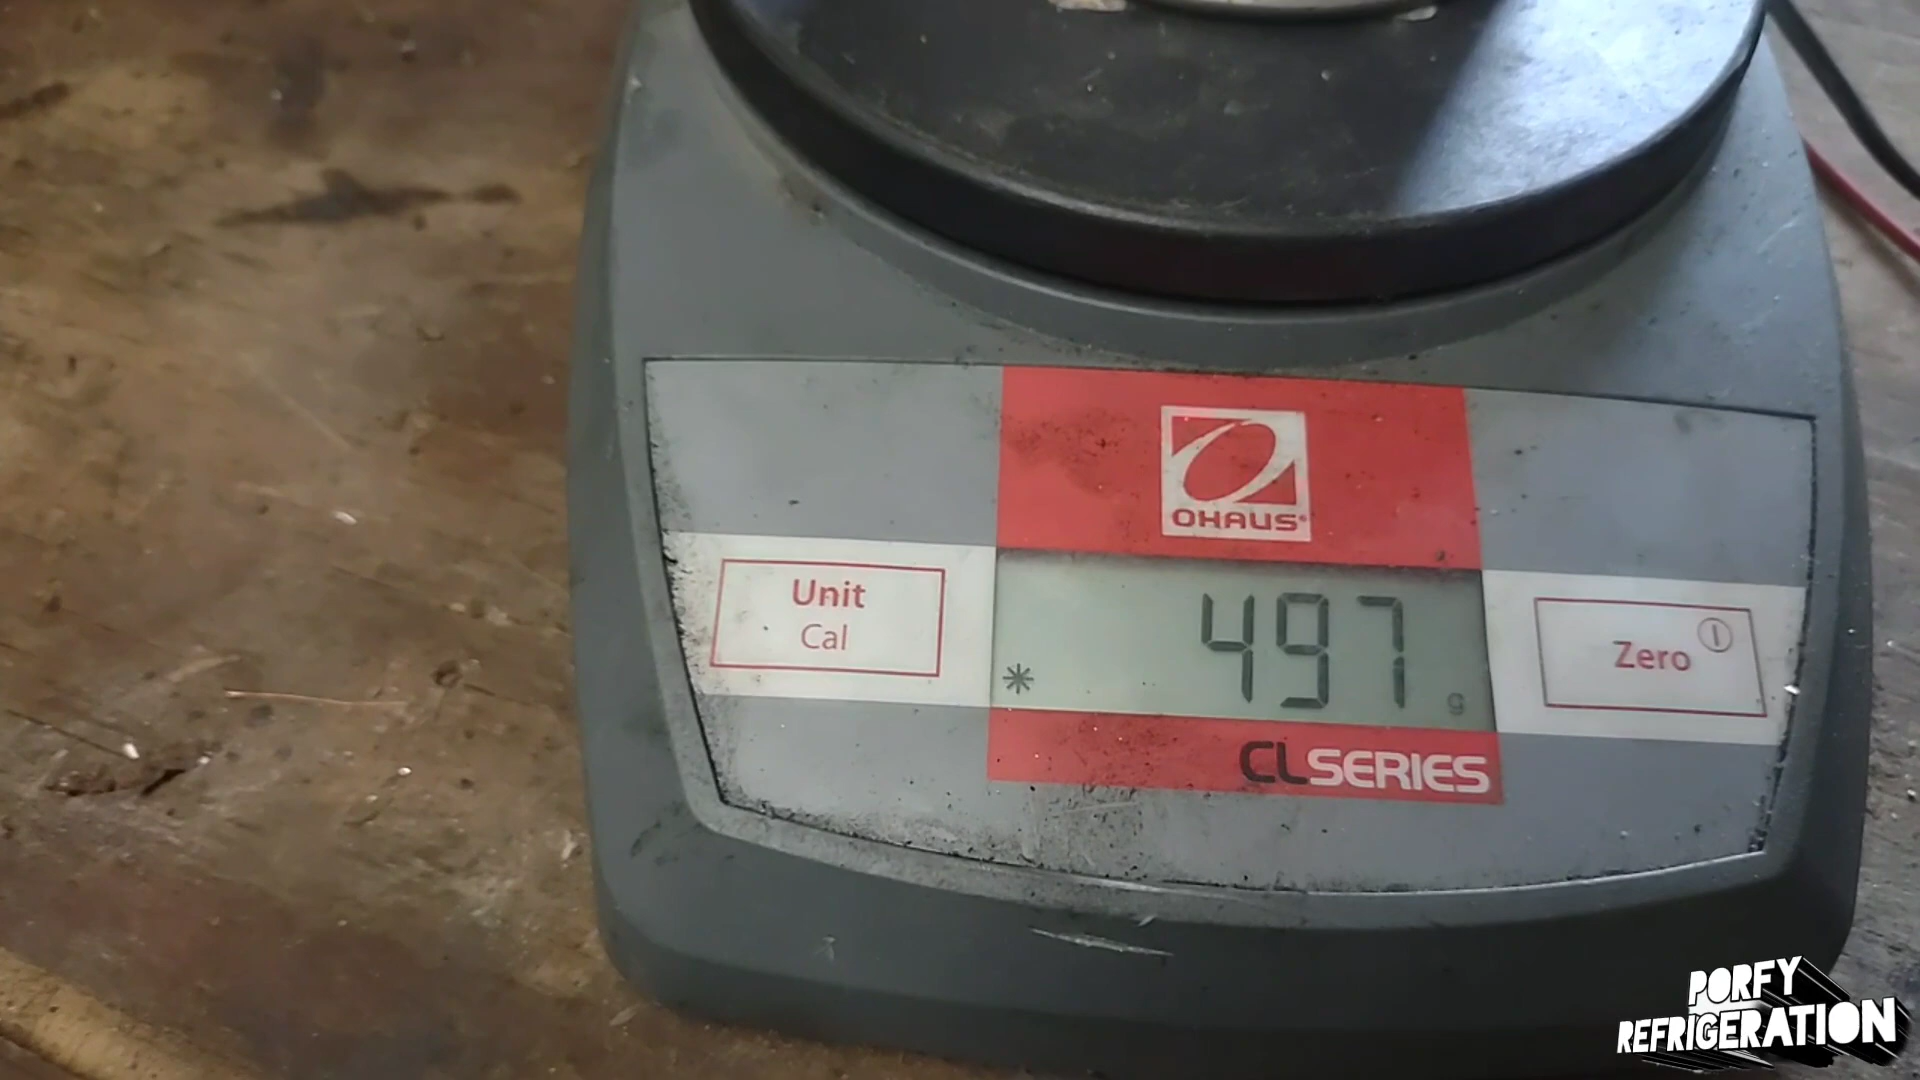 OHAUS®
Unit
Cal
* 497 g
Zero
CLSERIES
PORFY
REFRIGERATION